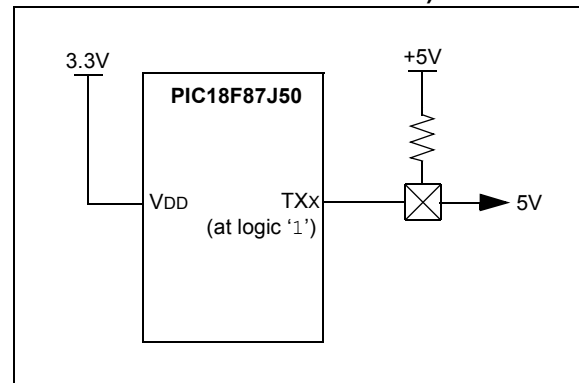 3.3V
+5V
PIC18F87J50
VDD
TXX
5V
(at logic ‘1’)